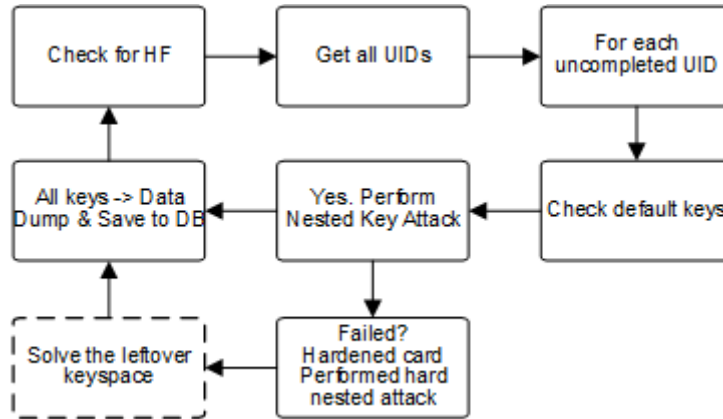 Check for HF
Get all UIDs
For each
uncompleted UID
All keys -> Data
Dump & Save to DB
Yes. Perform
Nested Key Attack
Check default keys
Solve the leftover
keyspace
Failed?
Hardened card
Performed hard
nested attack